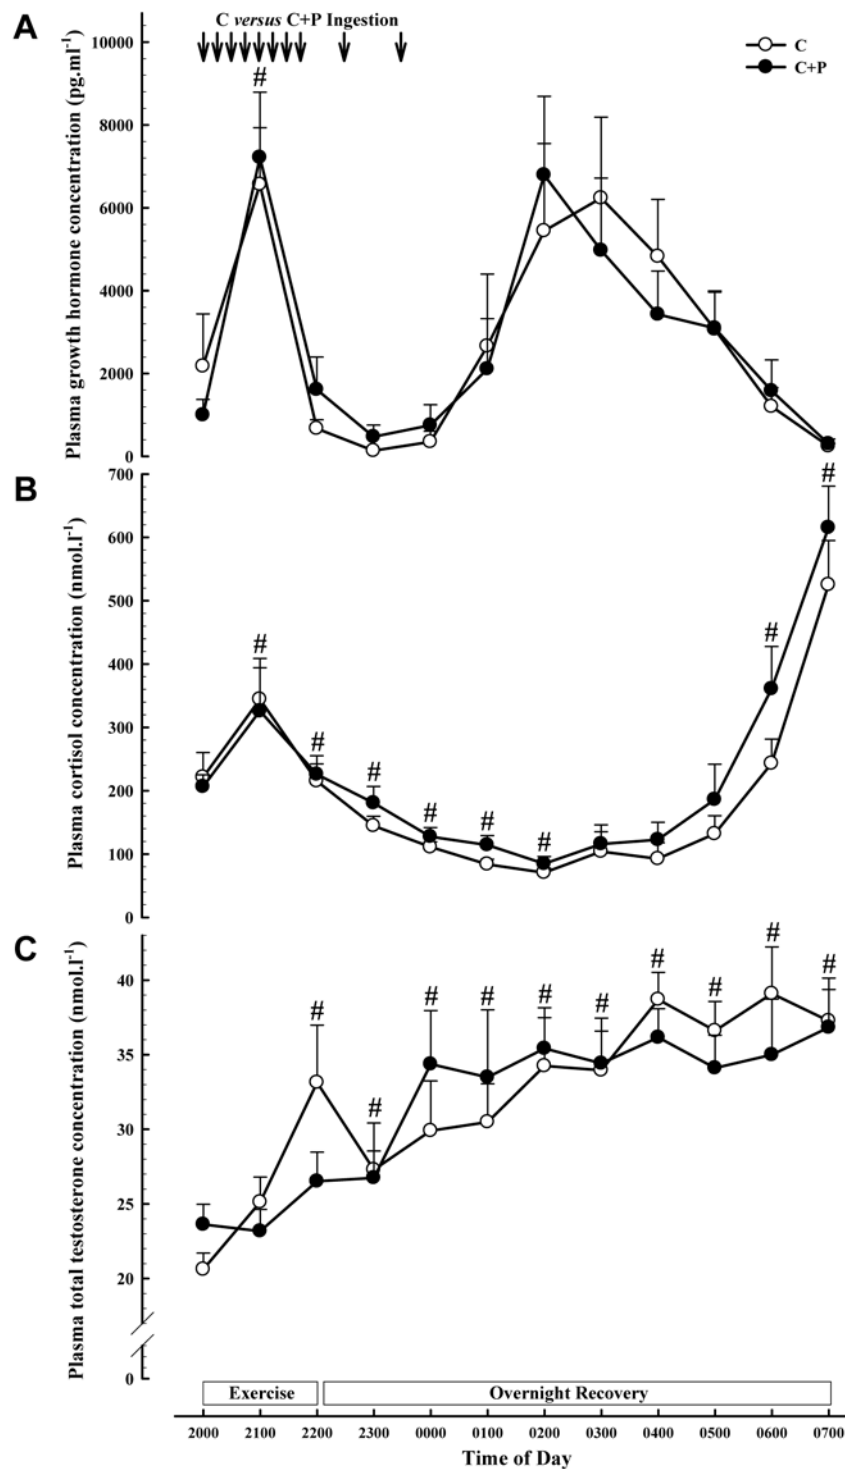 A
C versus C+P Ingestion
C
C+P
#
Plasma growth hormone concentration (pg.ml⁻¹)
10000
8000
6000
4000
2000
0
B
Plasma cortisol concentration (nmol.l⁻¹)
700
600
500
400
300
200
100
0
# # # # # # # #
C
Plasma total testosterone concentration (nmol.l⁻¹)
40
35
30
25
20
0
# # # # # # # # # #
Exercise Overnight Recovery
2000 2100 2200 2300 0000 0100 0200 0300 0400 0500 0600 0700
Time of Day